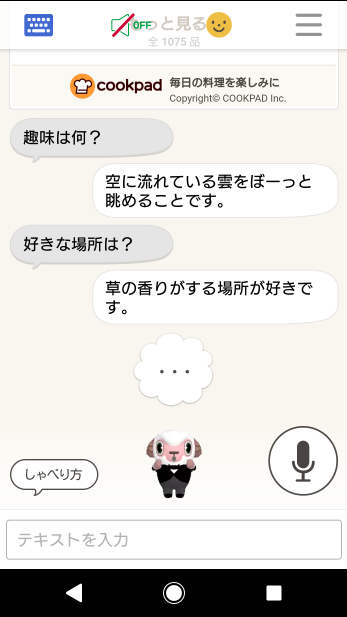 OFF
っと見る
全 1075 品
cookpad
毎日の料理を楽しみに
Copyright© COOKPAD Inc.
趣味は何？
空に流れている雲をぼーっと
眺めることです。
好きな場所は？
草の香りがする場所が好きで
す。
・・・
しゃべり方
テキストを入力